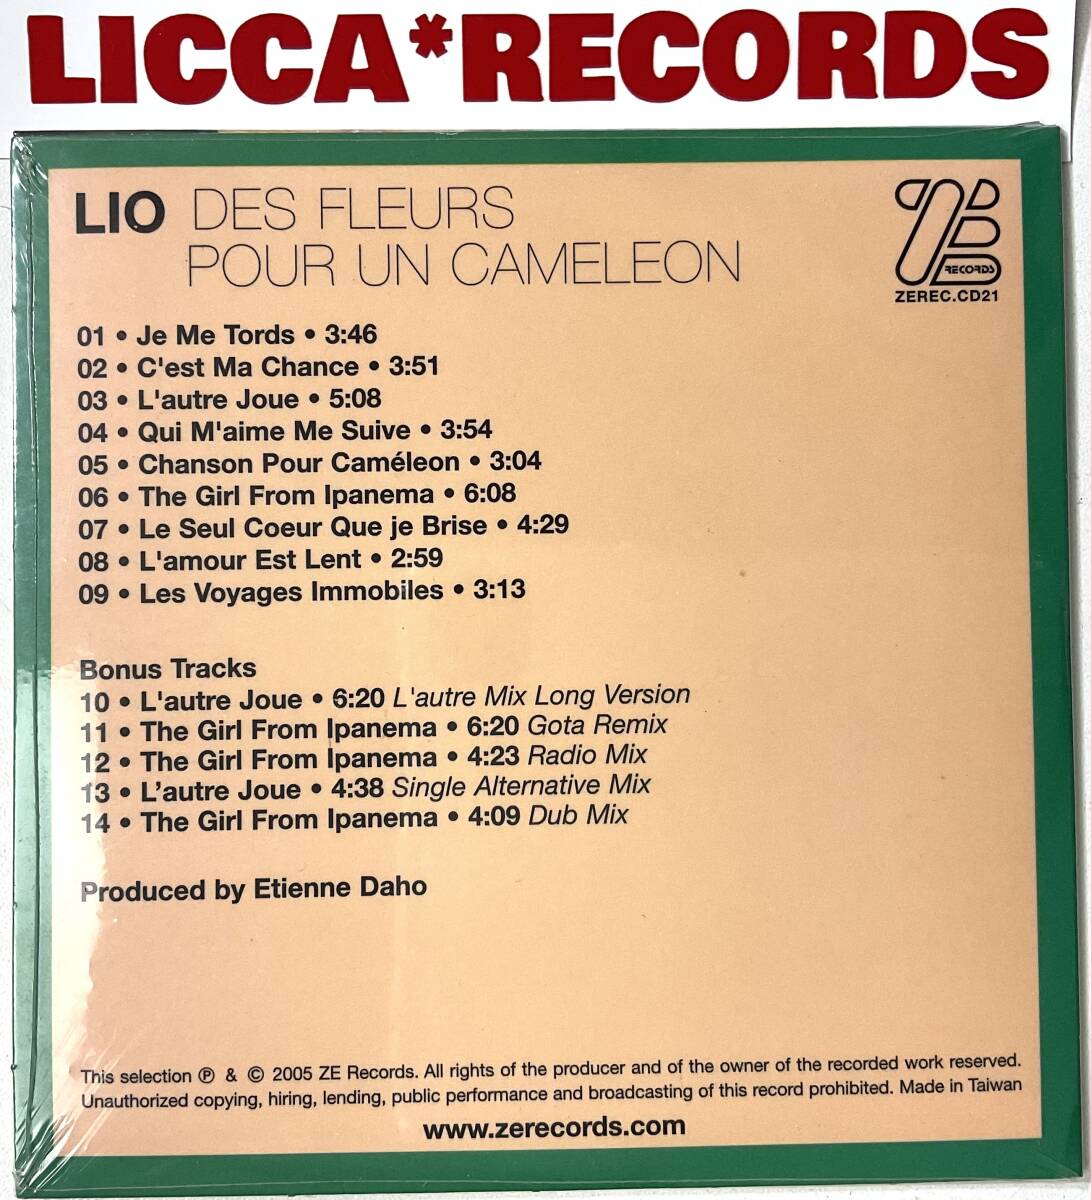 LICCA*RECORDS
LIO DES FLEURS
POUR UN CAMELEON
RECORDS
ZEREC.CD21
01 • Je Me Tords • 3:46
02 • C'est Ma Chance • 3:51
03 • L'autre Joue • 5:08
04 • Qui M'aime Me Suive • 3:54
05 • Chanson Pour Caméleon • 3:04
06 • The Girl From Ipanema • 6:08
07 • Le Seul Coeur Que je Brise • 4:29
08 • L'amour Est Lent • 2:59
09 • Les Voyages Immobiles • 3:13
Bonus Tracks
10 • L'autre Joue • 6:20 L'autre Mix Long Version
11 • The Girl From Ipanema • 6:20 Gota Remix
12 • The Girl From Ipanema • 4:23 Radio Mix
13 • L’autre Joue • 4:38 Single Alternative Mix
14 • The Girl From Ipanema • 4:09 Dub Mix
Produced by Etienne Daho
This selection ℗ & © 2005 ZE Records. All rights of the producer and of the owner of the recorded work reserved.
Unauthorized copying, hiring, lending, public performance and broadcasting of this record prohibited. Made in Taiwan
www.zerecords.com